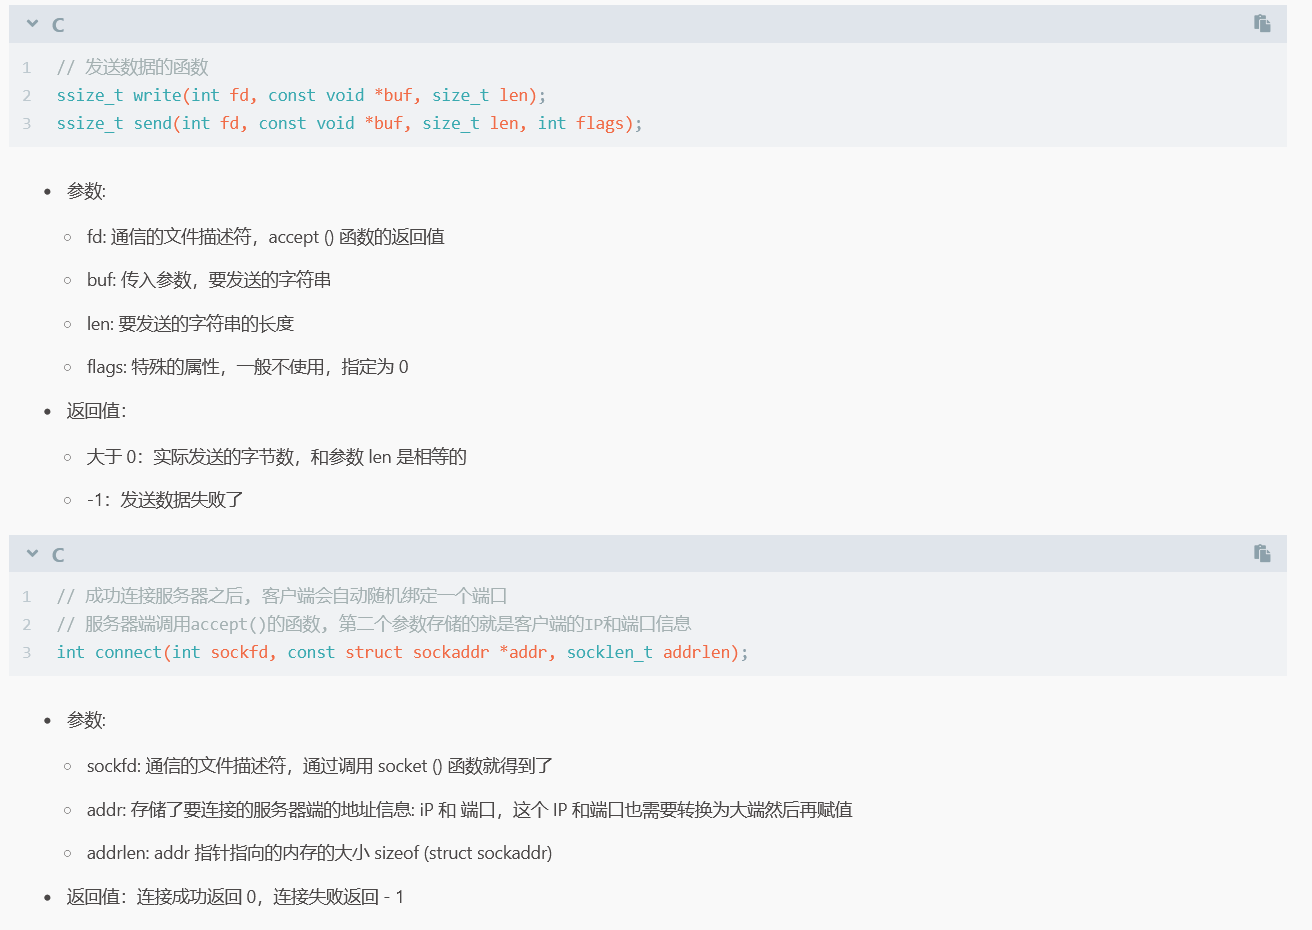 C
1 // 发送数据的函数
2 ssize_t write(int fd, const void *buf, size_t len);
3 ssize_t send(int fd, const void *buf, size_t len, int flags);
• 参数:
○ fd: 通信的文件描述符，accept () 函数的返回值
○ buf: 传入参数，要发送的字符串
○ len: 要发送的字符串的长度
○ flags: 特殊的属性，一般不使用，指定为 0
• 返回值：
○ 大于 0：实际发送的字节数，和参数 len 是相等的
○ -1：发送数据失败了
C
1 // 成功连接服务器之后, 客户端会自动随机绑定一个端口
2 // 服务器端调用accept()的函数, 第二个参数存储的就是客户端的IP和端口信息
3 int connect(int sockfd, const struct sockaddr *addr, socklen_t addrlen);
• 参数:
○ sockfd: 通信的文件描述符，通过调用 socket () 函数就得到了
○ addr: 存储了要连接的服务器端的地址信息: iP 和 端口，这个 IP 和端口也需要转换为大端然后再赋值
○ addrlen: addr 指针指向的内存的大小 sizeof (struct sockaddr)
• 返回值：连接成功返回 0，连接失败返回 - 1